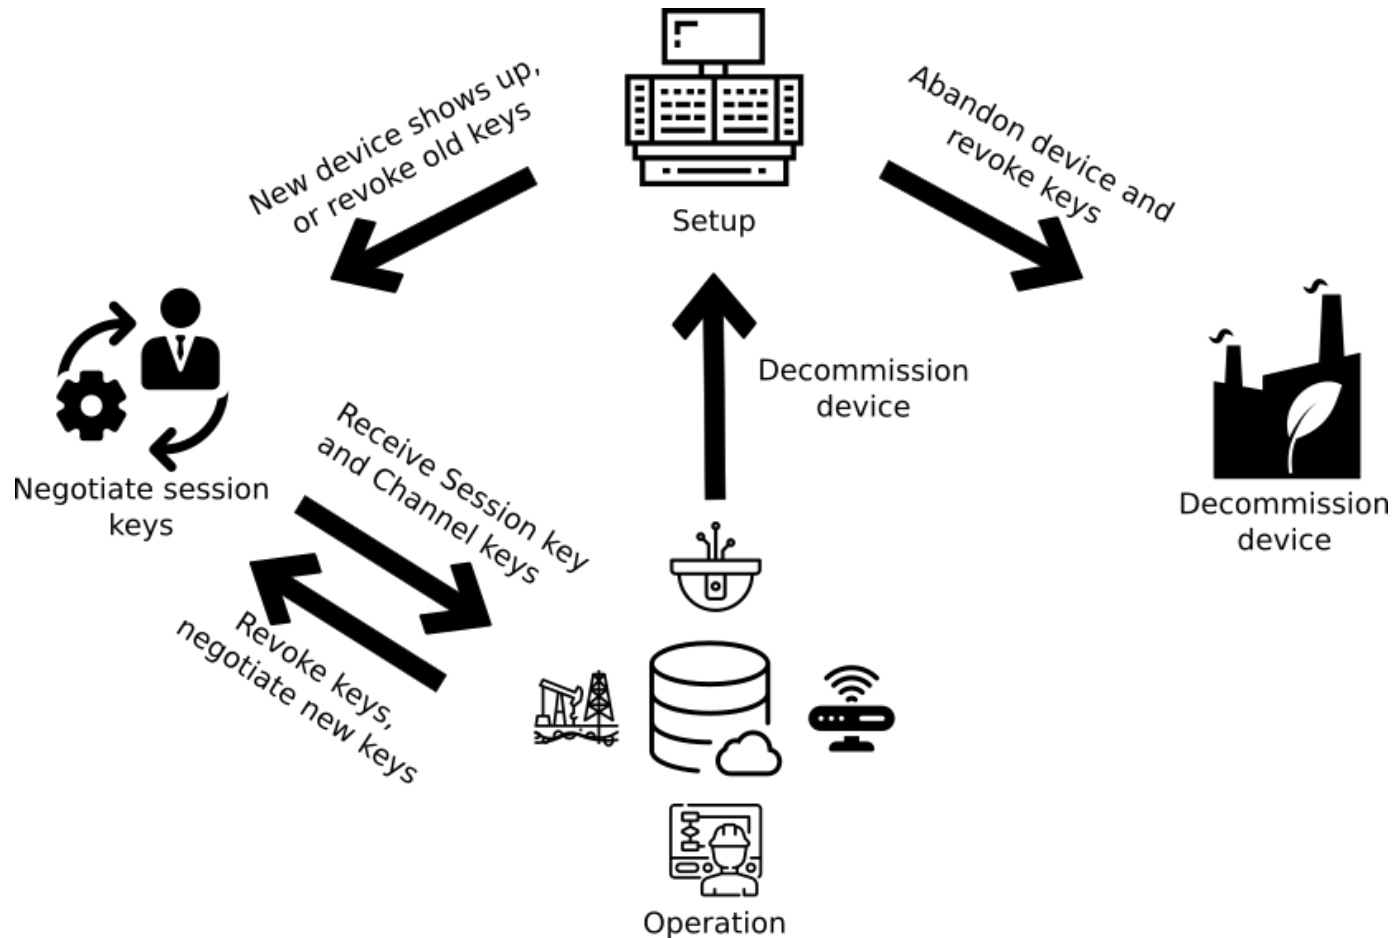 New device shows up,
or revoke old keys
Setup
Abandon device and
revoke keys
Decommission
device
Negotiate session
keys
Receive Session key
and Channel keys
Revoke keys,
negotiate new keys
Decommission
device
Operation